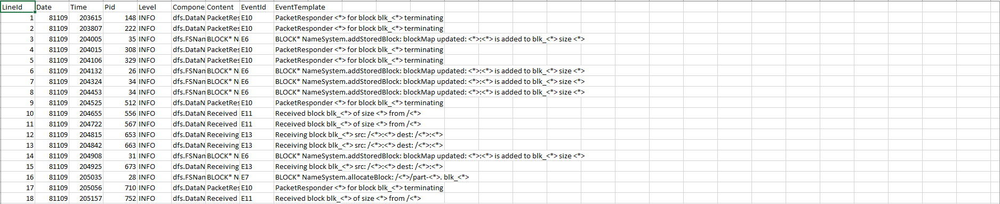 LineId Date Time Pid Level Compone Content EventId EventTemplate
1 81109 203615 148 INFO dfs.DataN PacketRes E10 PacketResponder <*> for block blk_<*> terminating
2 81109 203807 222 INFO dfs.DataN PacketRes E10 PacketResponder <*> for block blk_<*> terminating
3 81109 204005 35 INFO dfs.FSNan BLOCK* N E6 BLOCK* NameSystem.addStoredBlock: blockMap updated: <*>:<*> is added to blk_<*> size <*>
4 81109 204015 308 INFO dfs.DataN PacketRes E10 PacketResponder <*> for block blk_<*> terminating
5 81109 204106 329 INFO dfs.DataN PacketRes E10 PacketResponder <*> for block blk_<*> terminating
6 81109 204132 26 INFO dfs.FSNan BLOCK* N E6 BLOCK* NameSystem.addStoredBlock: blockMap updated: <*>:<*> is added to blk_<*> size <*>
7 81109 204324 34 INFO dfs.FSNan BLOCK* N E6 BLOCK* NameSystem.addStoredBlock: blockMap updated: <*>:<*> is added to blk_<*> size <*>
8 81109 204453 34 INFO dfs.FSNan BLOCK* N E6 BLOCK* NameSystem.addStoredBlock: blockMap updated: <*>:<*> is added to blk_<*> size <*>
9 81109 204525 512 INFO dfs.DataN PacketRes E10 PacketResponder <*> for block blk_<*> terminating
10 81109 204655 556 INFO dfs.DataN Received E11 Received block blk_<*> of size <*> from /<*>
11 81109 204722 567 INFO dfs.DataN Received E11 Received block blk_<*> of size <*> from /<*>
12 81109 204815 653 INFO dfs.DataN Receiving E13 Receiving block blk_<*> src: /<*>:<*> dest: /<*>:<*>
13 81109 204842 663 INFO dfs.DataN Receiving E13 Receiving block blk_<*> src: /<*>:<*> dest: /<*>:<*>
14 81109 204908 31 INFO dfs.FSNan BLOCK* N E6 BLOCK* NameSystem.addStoredBlock: blockMap updated: <*>:<*> is added to blk_<*> size <*>
15 81109 204925 673 INFO dfs.DataN Receiving E13 Receiving block blk_<*> src: /<*>:<*> dest: /<*>:<*>
16 81109 205035 28 INFO dfs.FSNan BLOCK* N E7 BLOCK* NameSystem.allocateBlock: /<*>/part-<*>. blk_<*>
17 81109 205056 710 INFO dfs.DataN PacketRes E10 PacketResponder <*> for block blk_<*> terminating
18 81109 205157 752 INFO dfs.DataN Received E11 Received block blk_<*> of size <*> from /<*>